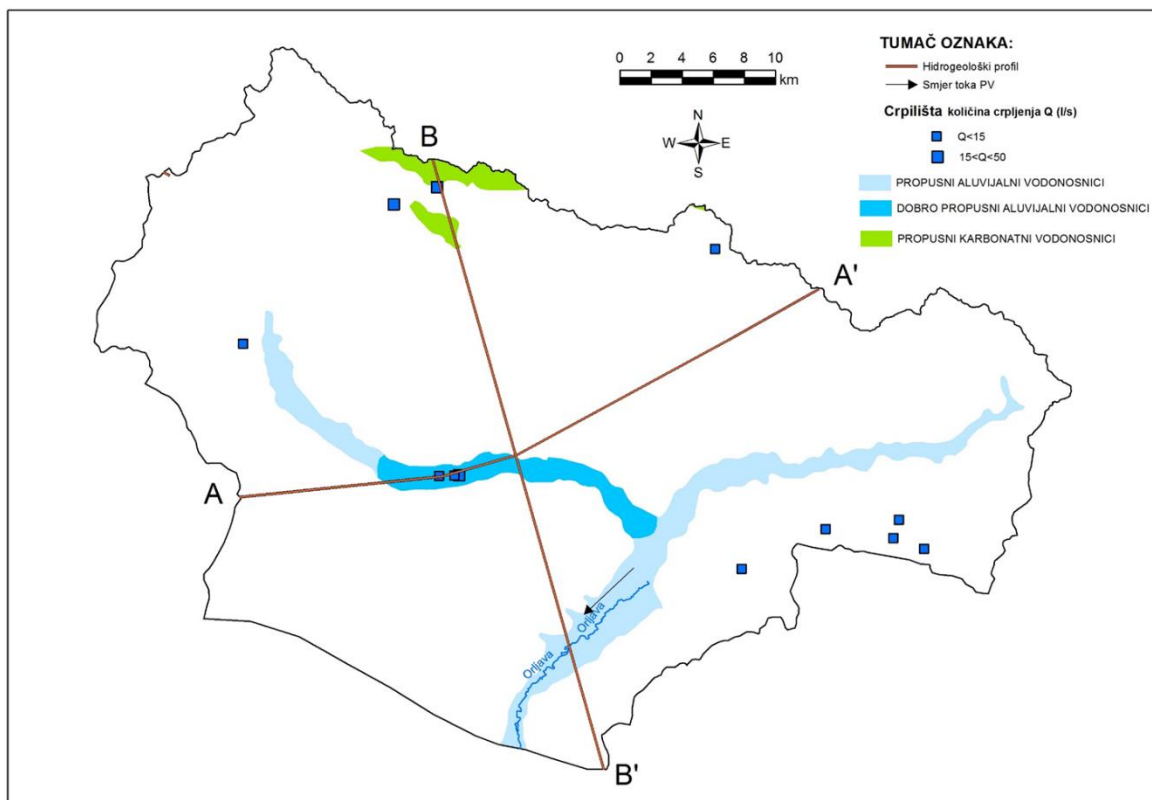 TUMAČ OZNAKA:
Hidrogeološki profil
Smjer toka PV
Crpilišta količina crpljenja Q (l/s)
Q<15
15<Q<50
PROPUSNI ALUVIJALNI VODONOSNICI
DOBRO PROPUSNI ALUVIJALNI VODONOSNICI
PROPUSNI KARBONATNI VODONOSNICI
0 2 4 6 8 10
km
N
W E
S
B
A'
A
Orljava
Orljava
B'